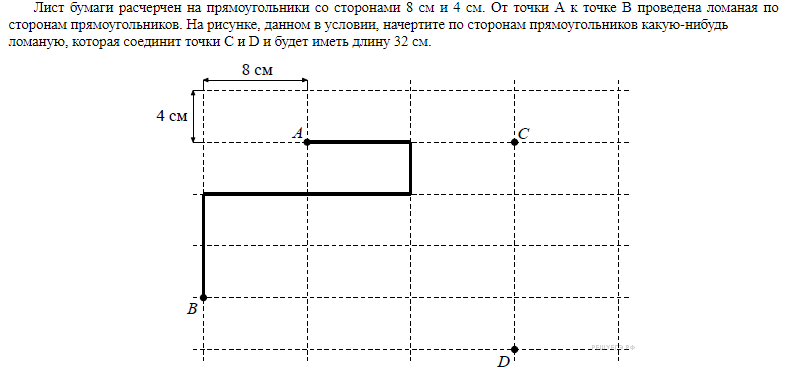 Лист бумаги расчерчен на прямоугольники со сторонами 8 см и 4 см. От точки A к точке B проведена ломаная по
сторонам прямоугольников. На рисунке, данном в условии, начертите по сторонам прямоугольников какую-нибудь
ломаную, которая соединит точки C и D и будет иметь длину 32 см.
8 см
4 см
A
C
B
D